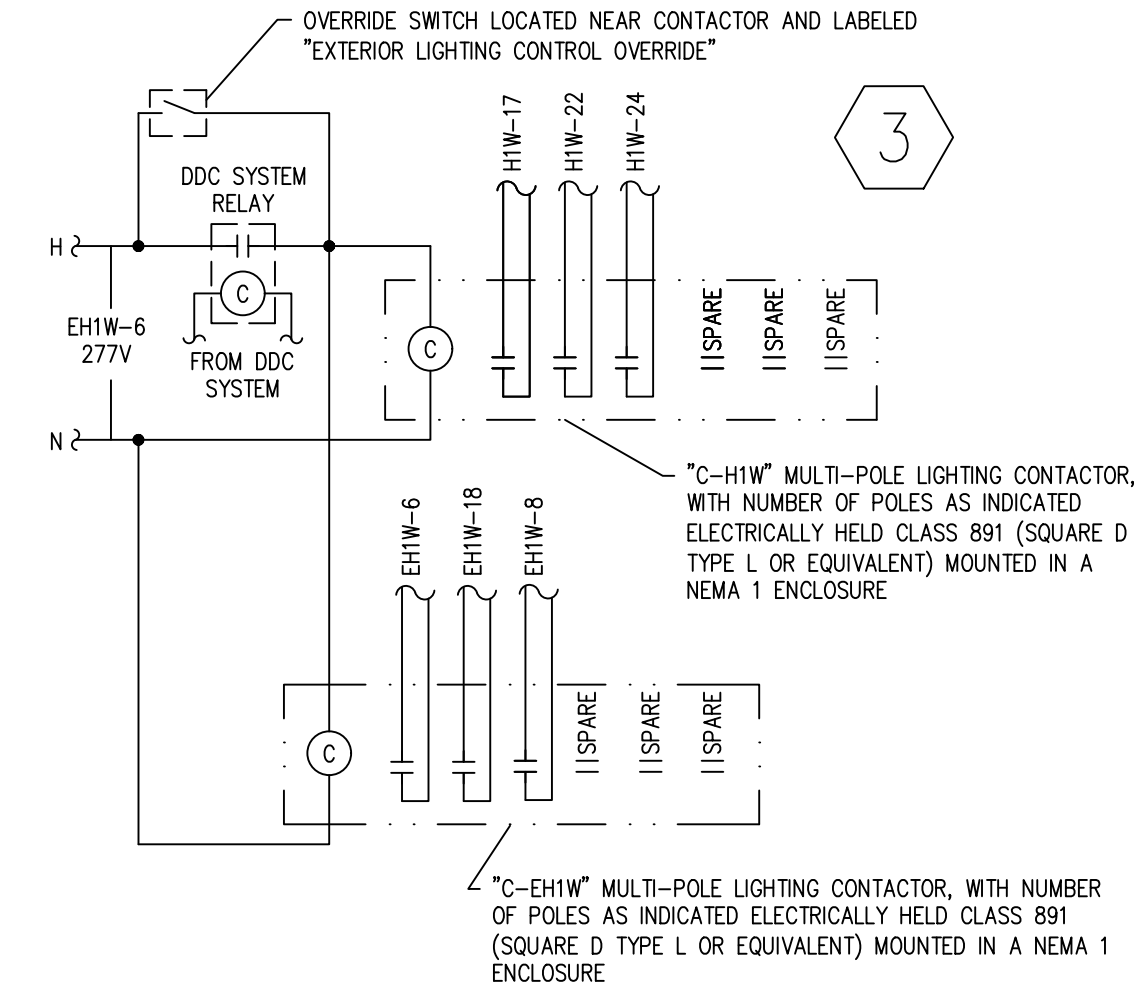 OVERRIDE SWITCH LOCATED NEAR CONTACTOR AND LABELED
"EXTERIOR LIGHTING CONTROL OVERRIDE"
H1W-17
H1W-22
H1W-24
3
DDC SYSTEM
RELAY
H
C
EH1W-6
277V
FROM DDC
SYSTEM
C
SPARE
SPARE
SPARE
N
"C-H1W" MULTI-POLE LIGHTING CONTACTOR,
WITH NUMBER OF POLES AS INDICATED
ELECTRICALLY HELD CLASS 891 (SQUARE D
TYPE L OR EQUIVALENT) MOUNTED IN A
NEMA 1 ENCLOSURE
EH1W-6
EH1W-18
EH1W-8
C
SPARE
SPARE
SPARE
"C-EH1W" MULTI-POLE LIGHTING CONTACTOR, WITH NUMBER
OF POLES AS INDICATED ELECTRICALLY HELD CLASS 891
(SQUARE D TYPE L OR EQUIVALENT) MOUNTED IN A NEMA 1
ENCLOSURE